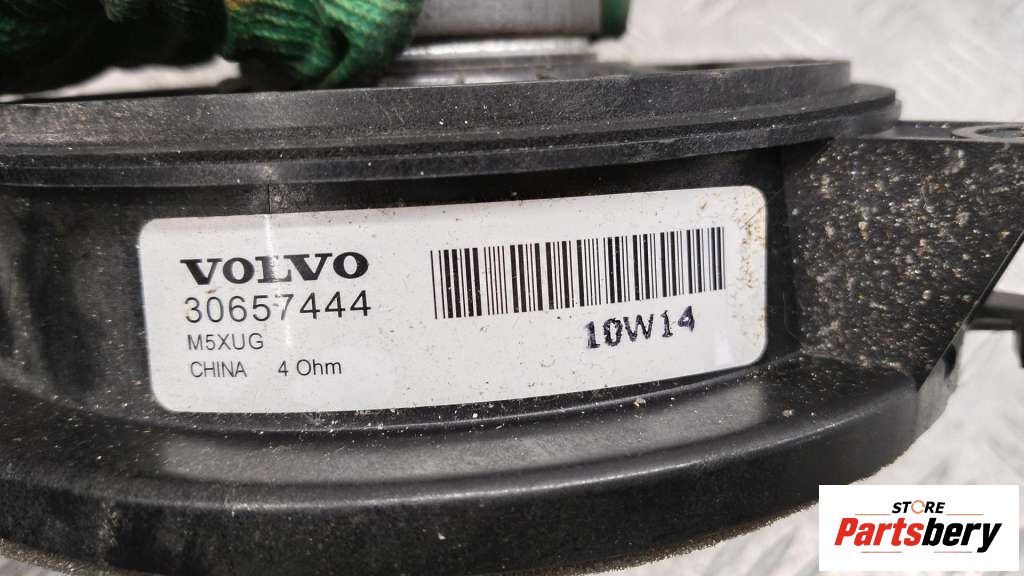 VOLVO
30657444
M5XUG
CHINA 4 Ohm
10W14
STORE
Partsbery